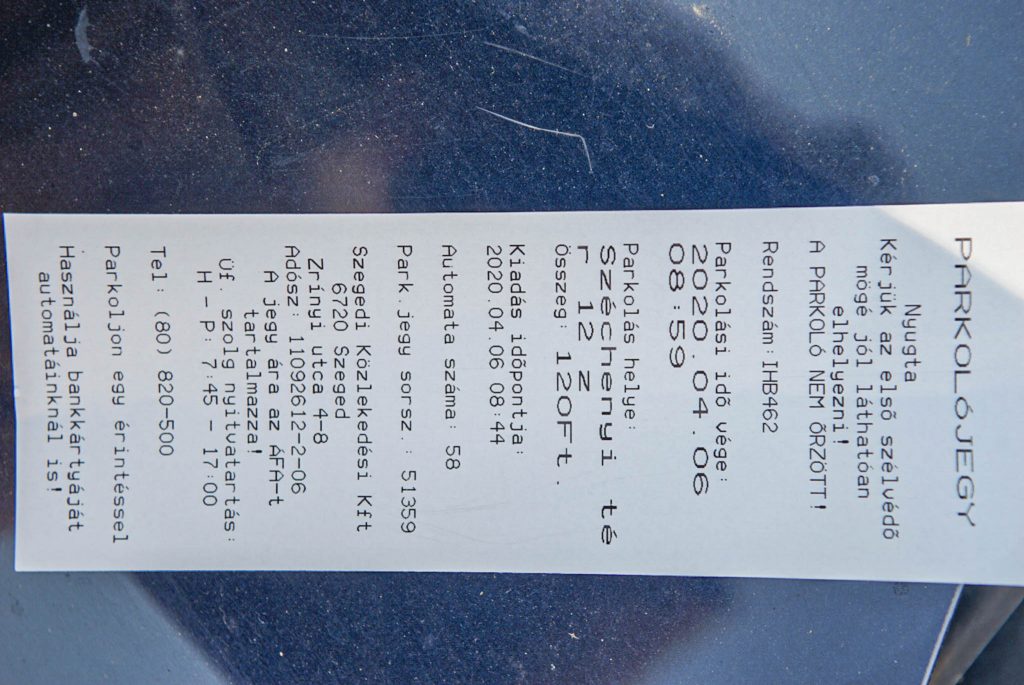 PARKOLÓJEGY
Nyugta
Kérjük az első szélvédő
mögé jól láthatóan
elhelyezni!
A PARKOLÓ NEM ŐRZÖTT!
Rendszám:IHB462
Parkolási idő vége:
2020.04.06
08:59
Parkolás helye:
Széchenyi té
r 12 Z
Összeg: 120Ft.
Kiadás időpontja:
2020.04.06 08:44
Automata száma: 58
Park.jegy sorsz.: 51359
Szegedi Közlekedési Kft
6720 Szeged
Zrínyi utca 4-8
Adósz: 11092612-2-06
A jegy ára az ÁFA-t
tartalmazza!
Üf. szolg nyitvatartás:
H - P: 7:45 - 17:00
Tel: (80) 820-500
Parkoljon egy érintéssel
Használja bankkártyáját
automatáinknál is!